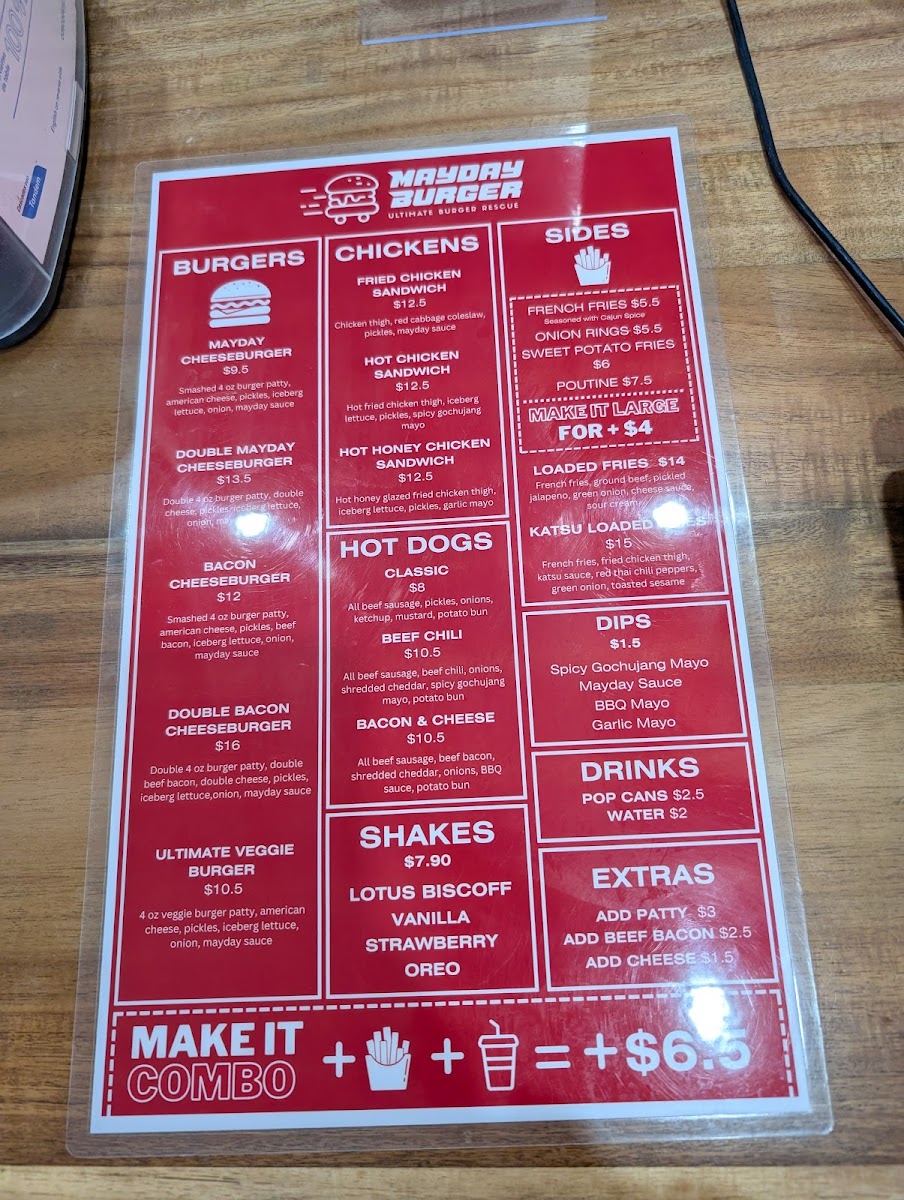 100%
Tandem
MAYDAY
BURGER
ULTIMATE BURGER RESCUE
BURGERS
MAYDAY
CHEESEBURGER
$9.5
Smashed 4 oz burger patty,
american cheese, pickles, iceberg
lettuce, onion, mayday sauce
DOUBLE MAYDAY
CHEESEBURGER
$13.5
Double 4 oz burger patty, double
cheese, pickles, iceberg lettuce,
onion,
BACON
CHEESEBURGER
$12
Smashed 4 oz burger patty,
american cheese, pickles, beef
bacon, iceberg lettuce, onion,
mayday sauce
DOUBLE BACON
CHEESEBURGER
$16
Double 4 oz burger patty, double
beef bacon, double cheese, pickles,
iceberg lettuce,onion, mayday sauce
ULTIMATE VEGGIE
BURGER
$10.5
4 oz veggie burger patty, american
cheese, pickles, iceberg lettuce,
onion, mayday sauce
CHICKENS
FRIED CHICKEN
SANDWICH
$12.5
Chicken thigh, red cabbage coleslaw,
pickles, mayday sauce
HOT CHICKEN
SANDWICH
$12.5
Hot fried chicken thigh, iceberg
lettuce, pickles, spicy gochujang
mayo
HOT HONEY CHICKEN
SANDWICH
$12.5
Hot honey glazed fried chicken thigh,
iceberg lettuce, pickles, garlic mayo
HOT DOGS
CLASSIC
$8
All beef sausage, pickles, onions,
ketchup, mustard, potato bun
BEEF CHILI
$10.5
All beef sausage, beef chili, onions,
shredded cheddar, spicy gochujang
mayo, potato bun
BACON & CHEESE
$10.5
All beef sausage, beef bacon,
shredded cheddar, onions, BBQ
sauce, potato bun
SHAKES
$7.90
LOTUS BISCOFF
VANILLA
STRAWBERRY
OREO
SIDES
FRENCH FRIES $5.5
Seasoned with Cajun Spice
ONION RINGS $5.5
SWEET POTATO FRIES
$6
POUTINE $7.5
MAKE IT LARGE
FOR + $4
LOADED FRIES $14
French fries, ground beef, pickled
jalapeno, green onion, cheese sauce,
sour cream
KATSU LOADED
$15
French fries, fried chicken thigh,
katsu sauce, red thai chili peppers,
green onion, toasted sesame
DIPS
$1.5
Spicy Gochujang Mayo
Mayday Sauce
BBQ Mayo
Garlic Mayo
DRINKS
POP CANS $2.5
WATER $2
EXTRAS
ADD PATTY $3
ADD BEEF BACON $2.5
ADD CHEESE $1.5
MAKE IT
COMBO
+ + = + $6.5